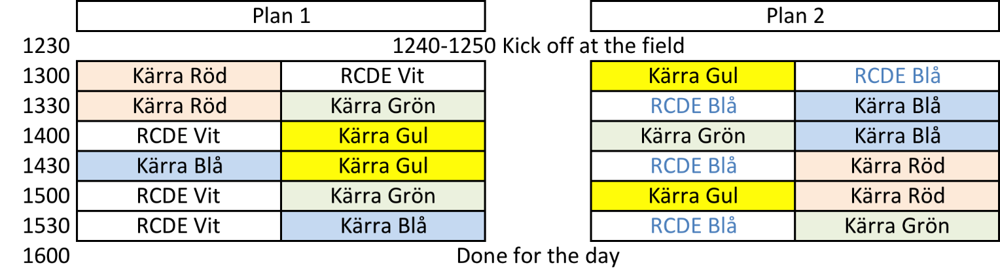 Plan 1 Plan 2
1230 1240-1250 Kick off at the field
1300 Kärra Röd RCDE Vit Kärra Gul RCDE Blå
1330 Kärra Röd Kärra Grön RCDE Blå Kärra Blå
1400 RCDE Vit Kärra Gul Kärra Grön Kärra Blå
1430 Kärra Blå Kärra Gul RCDE Blå Kärra Röd
1500 RCDE Vit Kärra Grön Kärra Gul Kärra Röd
1530 RCDE Vit Kärra Blå RCDE Blå Kärra Grön
1600 Done for the day